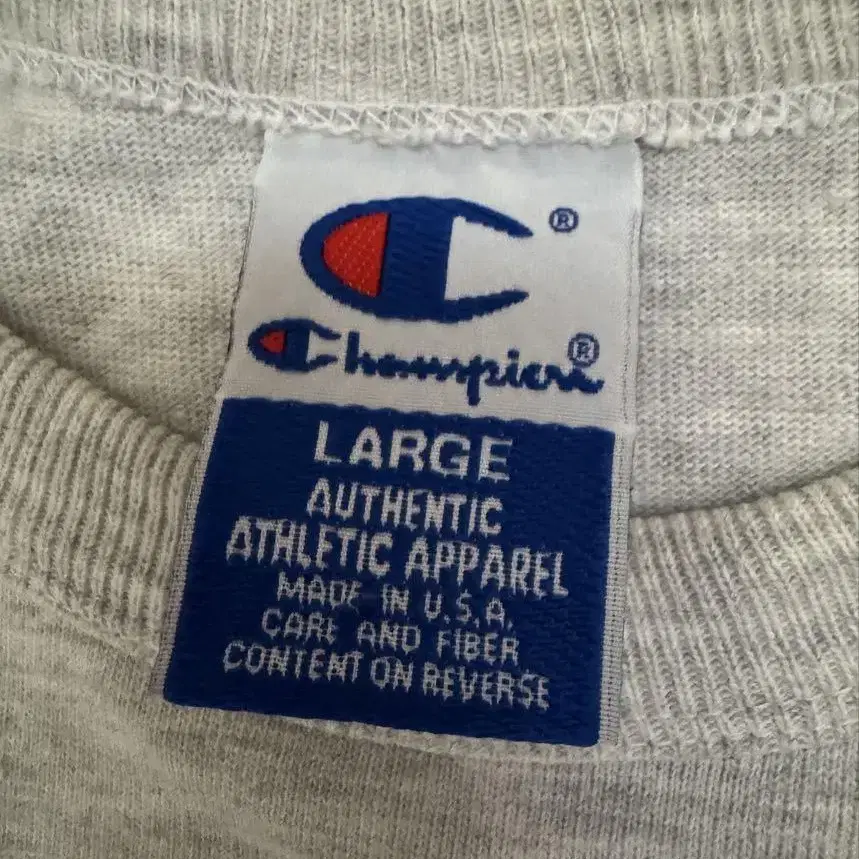 ®
Champion®
LARGE
AUTHENTIC
ATHLETIC APPAREL
MADE IN U.S.A.
CARE AND FIBER
CONTENT ON REVERSE